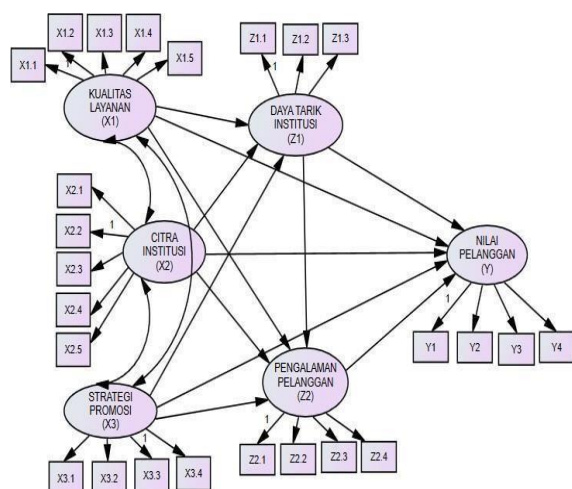 X1.1
X1.2
X1.3
X1.4
X1.5
1
KUALITAS
LAYANAN
(X1)
Z1.1
Z1.2
Z1.3
1
DAYA TARIK
INSTITUSI
(Z1)
X2.1
X2.2
X2.3
X2.4
X2.5
1
CITRA
INSTITUSI
(X2)
NILAI
PELANGGAN
(Y)
1
Y1
Y2
Y3
Y4
STRATEGI
PROMOSI
(X3)
1
X3.1
X3.2
X3.3
X3.4
PENGALAMAN
PELANGGAN
(Z2)
1
Z2.1
Z2.2
Z2.3
Z2.4